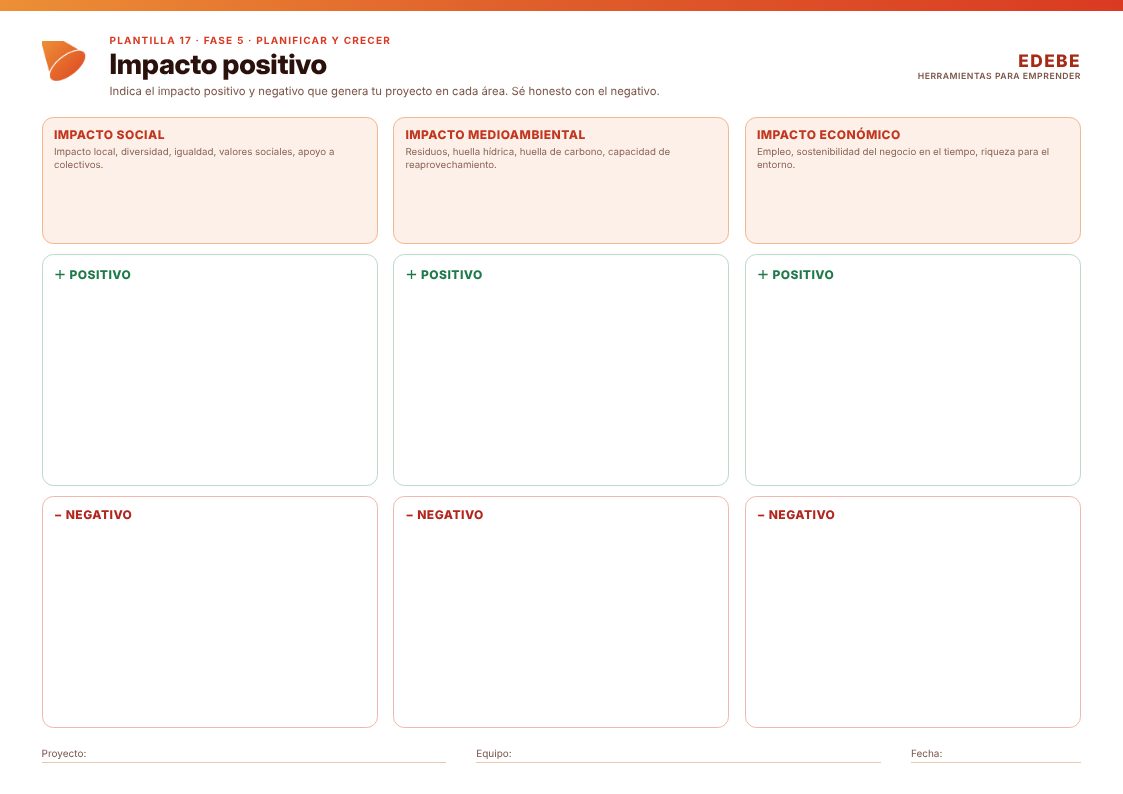 PLANTILLA 17 · FASE 5 · PLANIFICAR Y CRECER
Impacto positivo
Indica el impacto positivo y negativo que genera tu proyecto en cada área. Sé honesto con el negativo.
EDEBE
HERRAMIENTAS PARA EMPRENDER
IMPACTO SOCIAL
Impacto local, diversidad, igualdad, valores sociales, apoyo a
colectivos.
IMPACTO MEDIOAMBIENTAL
Residuos, huella hídrica, huella de carbono, capacidad de
reaprovechamiento.
IMPACTO ECONÓMICO
Empleo, sostenibilidad del negocio en el tiempo, riqueza para el
entorno.
+ POSITIVO
+ POSITIVO
+ POSITIVO
– NEGATIVO
– NEGATIVO
– NEGATIVO
Proyecto:
Equipo:
Fecha: